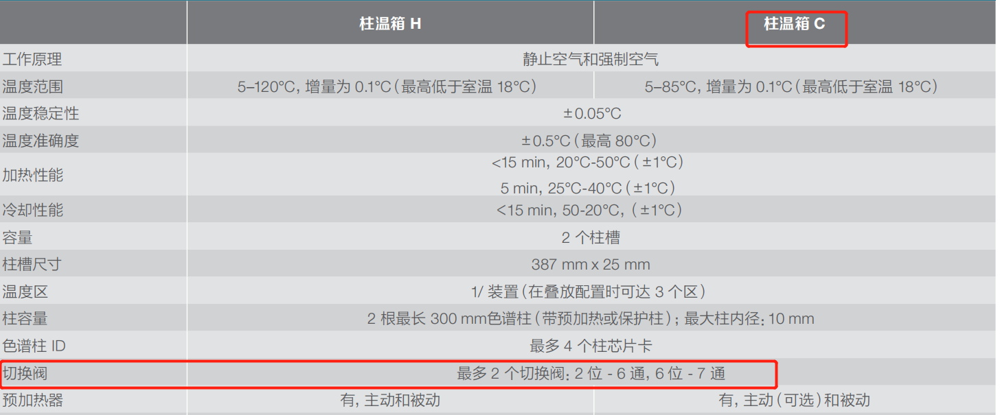 柱温箱 H 柱温箱 C
工作原理 静止空气和强制空气
温度范围 5–120°C, 增量为 0.1°C(最高低于室温 18°C) 5–85°C, 增量为 0.1°C(最高低于室温 18°C)
温度稳定性 ±0.05°C
温度准确度 ±0.5°C(最高 80°C)
加热性能 <15 min, 20°C-50°C(±1°C)
5 min, 25°C-40°C(±1°C)
冷却性能 <15 min, 50-20°C, (±1°C)
容量 2 个柱槽
柱槽尺寸 387 mm x 25 mm
温度区 1/ 装置(在叠放配置时可达 3 个区)
柱容量 2 根最长 300 mm色谱柱(带预加热或保护柱); 最大柱内径: 10 mm
色谱柱 ID 最多 4 个柱芯片卡
切换阀 最多 2 个切换阀: 2 位 - 6 通, 6 位 - 7 通
预加热器 有, 主动和被动 有, 主动(可选)和被动